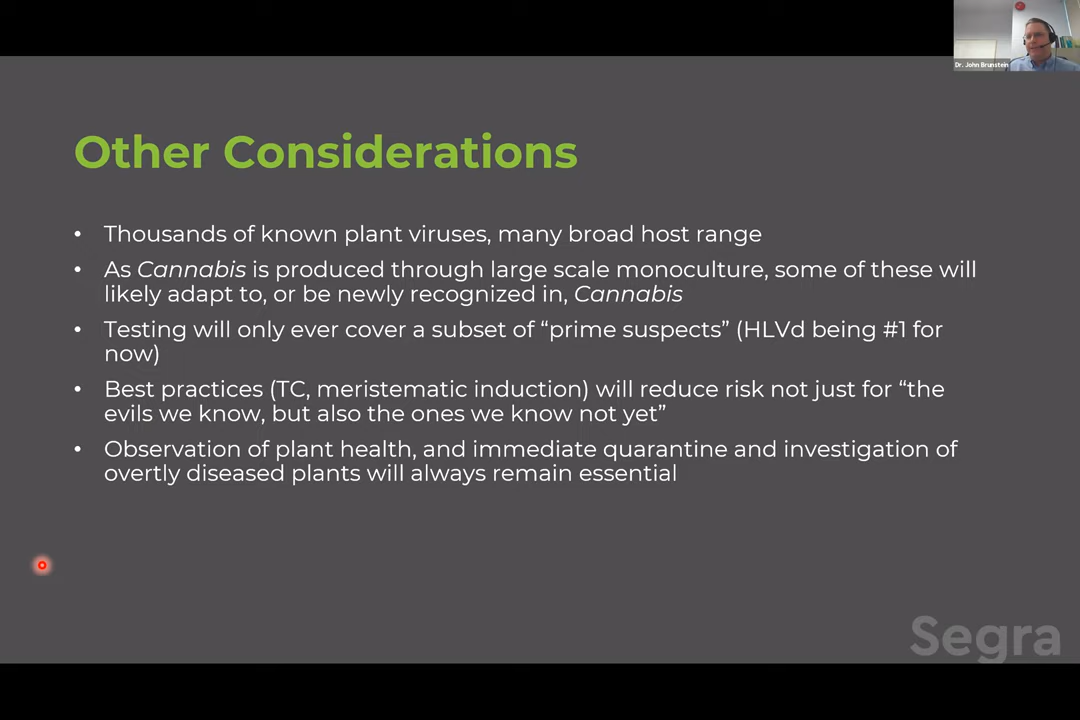 Dr. John Brunstein
Other Considerations
• Thousands of known plant viruses, many broad host range
• As Cannabis is produced through large scale monoculture, some of these will
likely adapt to, or be newly recognized in, Cannabis
• Testing will only ever cover a subset of “prime suspects” (HLVd being #1 for
now)
• Best practices (TC, meristematic induction) will reduce risk not just for “the
evils we know, but also the ones we know not yet”
• Observation of plant health, and immediate quarantine and investigation of
overtly diseased plants will always remain essential
Segra